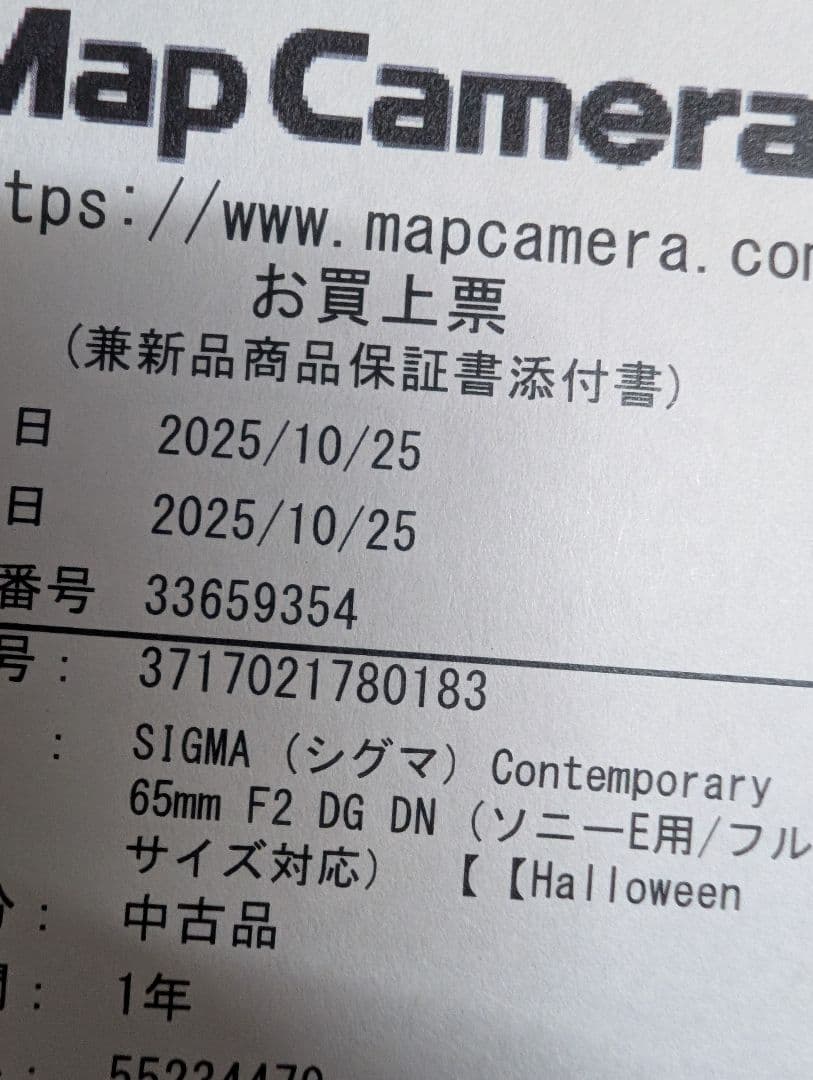 Map Camera
tps://www.mapcamera.com
お買上票
（兼新品商品保証書添付書）
日 2025/10/25
日 2025/10/25
番号 33659354
号： 3717021780183
： SIGMA （シグマ） Contemporary
65mm F2 DG DN （ソニーE用/フル
サイズ対応） 【【Halloween
： 中古品
： 1年